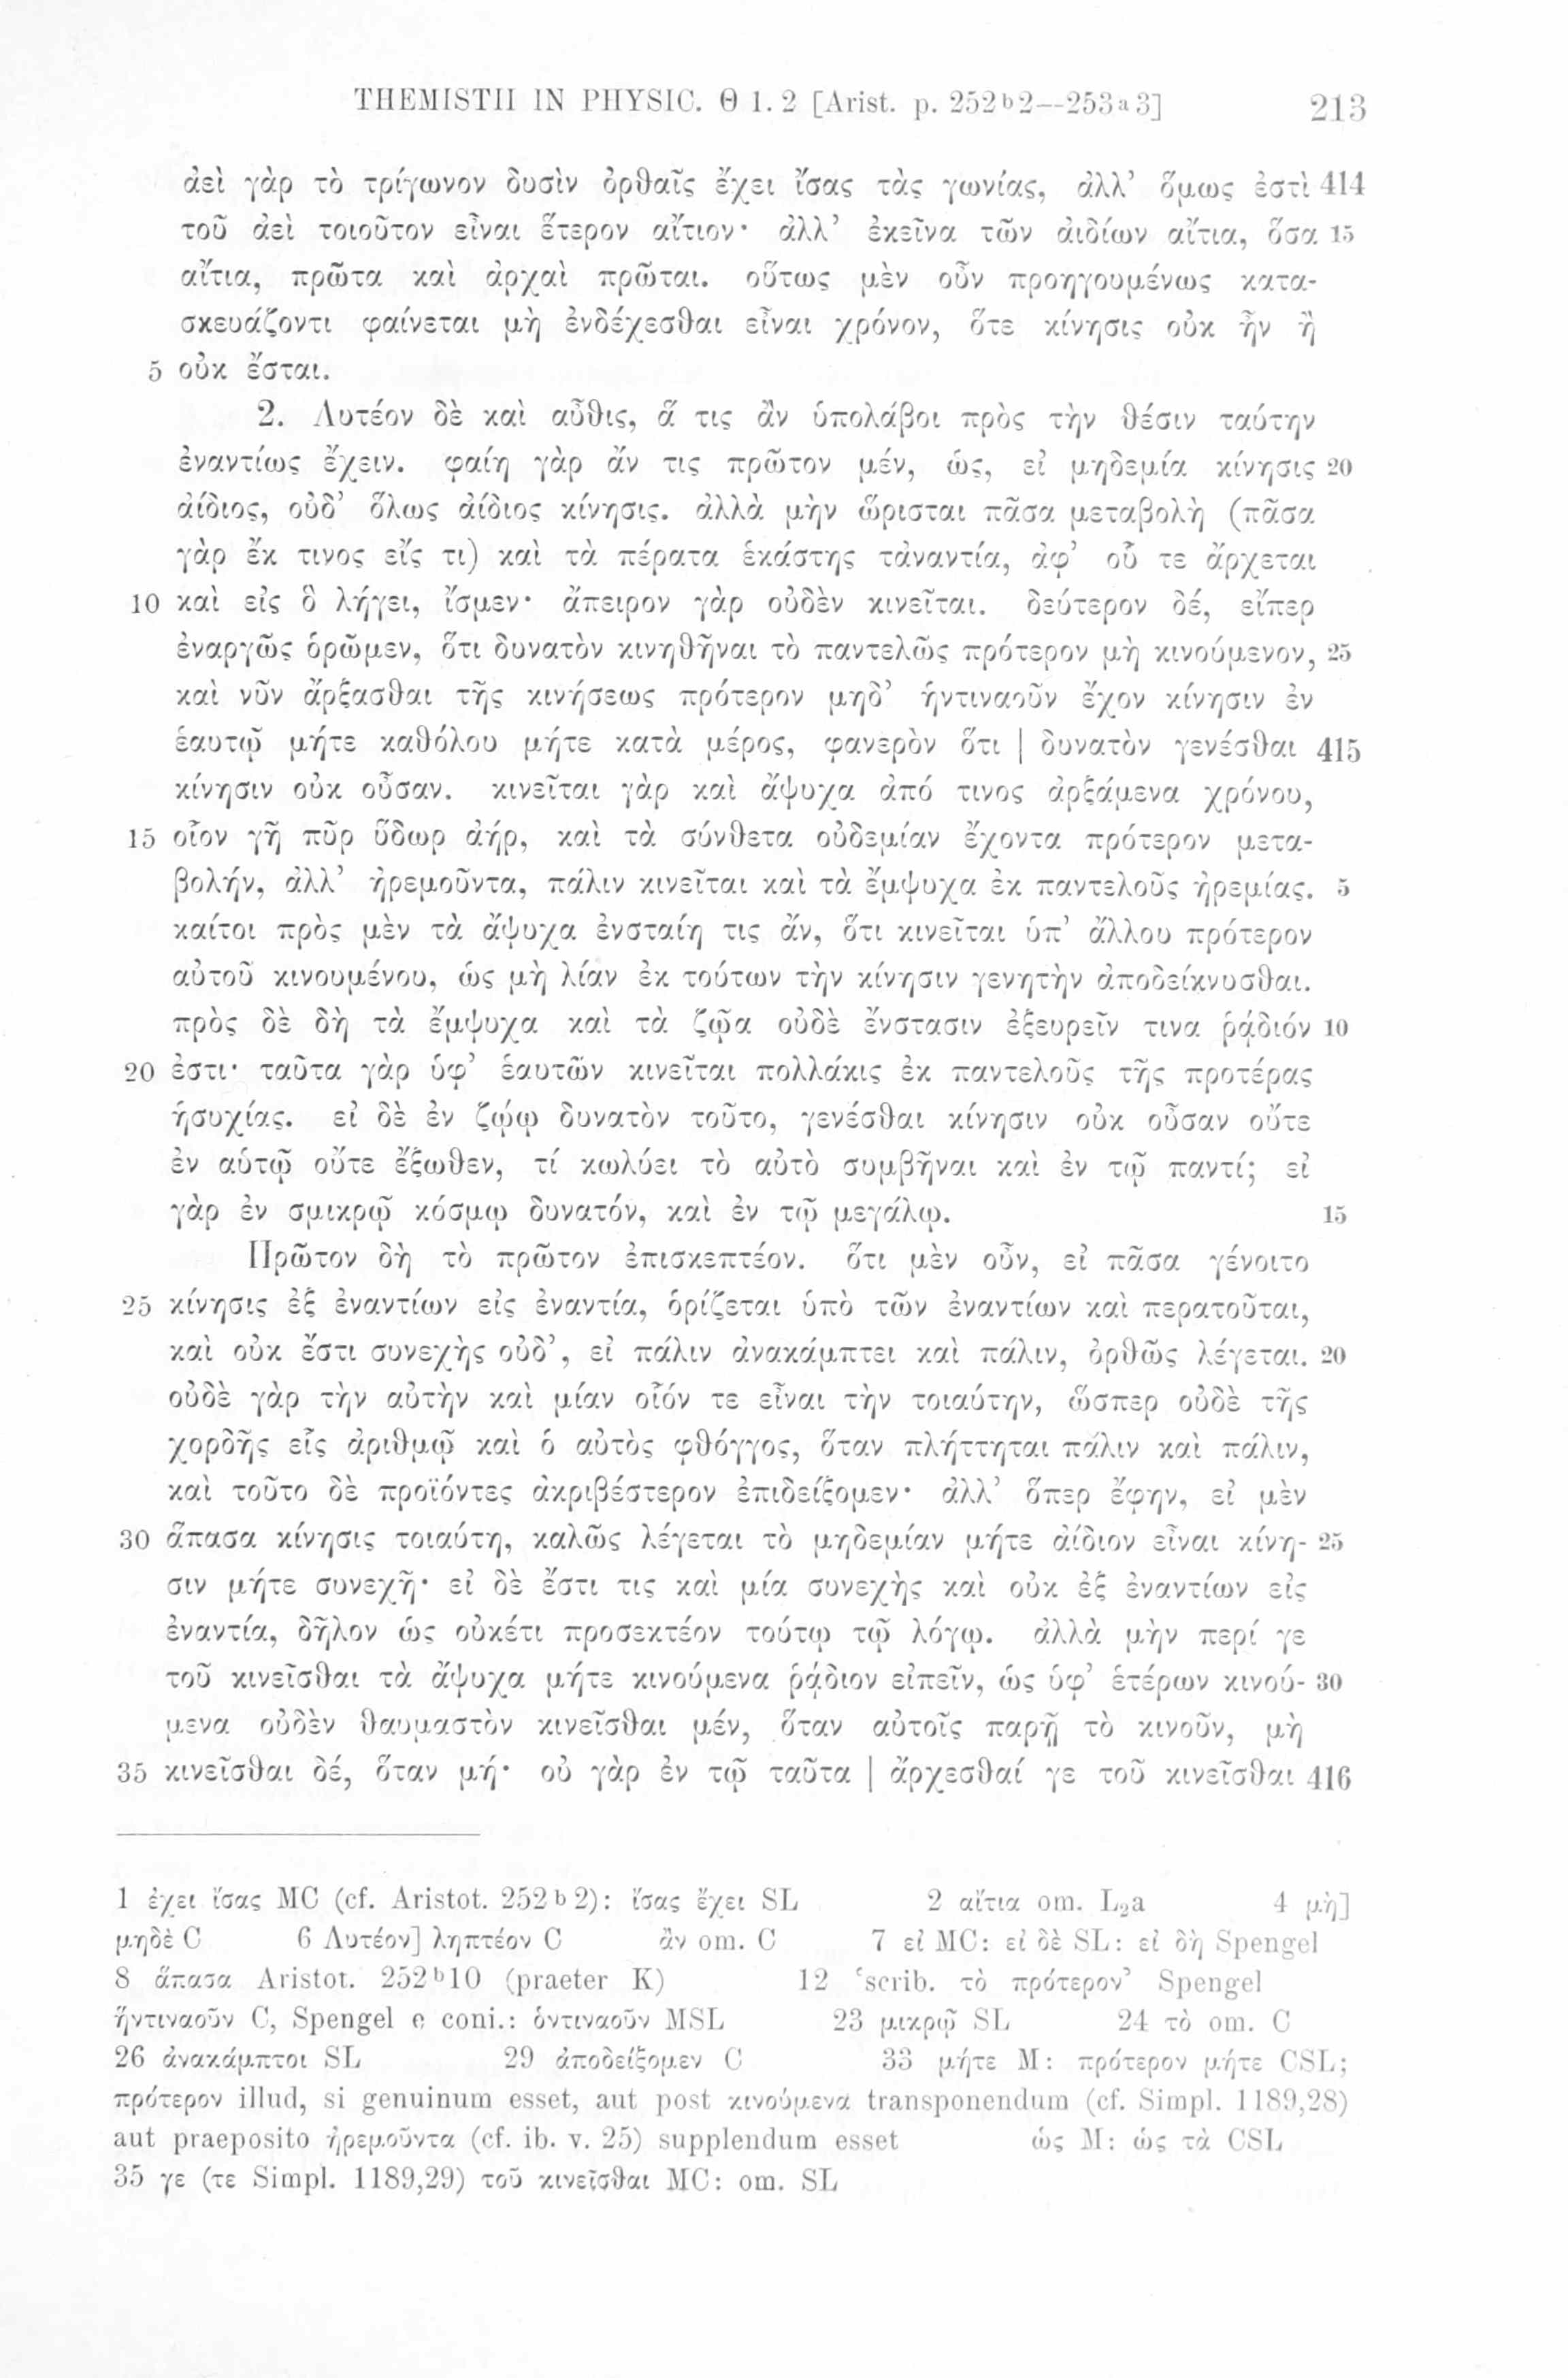 THEMISTII IN PHYSIC. Θ 1. 2 [Arist. p. 252 b 2—253 a 3] 213
ἀεὶ γὰρ τὸ τρίγωνον δυσὶν ὀρθαῖς ἔχει ἴσας τὰς γωνίας, ἀλλ’ ὅμως ἐστὶ 414
τοῦ ἀεὶ τοιοῦτον εἶναι ἕτερον αἴτιον· ἀλλ’ ἐκεῖνα τῶν ἀιδίων αἴτια, ὅσα 15
αἴτια, πρῶτα καὶ ἀρχαὶ πρῶται. οὕτως μὲν οὖν προηγουμένως κατα-
σκευάζοντι φαίνεται μὴ ἐνδέχεσθαι εἶναι χρόνον, ὅτε κίνησις οὐκ ἦν ἢ
5 οὐκ ἔσται.
2. Λυτέον δὲ καὶ αὖθις, ἅ τις ἂν ὑπολάβοι πρὸς τὴν θέσιν ταύτην
ἐναντίως ἔχειν. φαίη γὰρ ἄν τις πρῶτον μέν, ὡς, εἰ μηδεμία κίνησις 20
ἀίδιος, οὐδ’ ὅλως ἀίδιος κίνησις. ἀλλὰ μὴν ὥρισται πᾶσα μεταβολὴ (πᾶσα
γὰρ ἔκ τινος εἴς τι) καὶ τὰ πέρατα ἑκάστης τἀναντία, ἀφ’ οὗ τε ἄρχεται
10 καὶ εἰς ὃ λήγει, ἴσμεν· ἄπειρον γὰρ οὐδὲν κινεῖται. δεύτερον δέ, εἴπερ
ἐναργῶς ὁρῶμεν, ὅτι δυνατὸν κινηθῆναι τὸ παντελῶς πρότερον μὴ κινούμενον, 25
καὶ νῦν ἄρξασθαι τῆς κινήσεως πρότερον μηδ’ ἡντιναοῦν ἔχον κίνησιν ἐν
ἑαυτῷ μήτε καθόλου μήτε κατὰ μέρος, φανερὸν ὅτι | δυνατὸν γενέσθαι 415
κίνησιν οὐκ οὖσαν. κινεῖται γὰρ καὶ ἄψυχα ἀπό τινος ἀρξάμενα χρόνου,
15 οἷον γῆ πῦρ ὕδωρ ἀήρ, καὶ τὰ σύνθετα οὐδεμίαν ἔχοντα πρότερον μετα-
βολήν, ἀλλ’ ἠρεμοῦντα, πάλιν κινεῖται καὶ τὰ ἔμψυχα ἐκ παντελοῦς ἠρεμίας. 5
καίτοι πρὸς μὲν τὰ ἄψυχα ἐνσταίη τις ἄν, ὅτι κινεῖται ὑπ’ ἄλλου πρότερον
αὐτοῦ κινουμένου, ὡς μὴ λίαν ἐκ τούτων τὴν κίνησιν γενητὴν ἀποδείκνυσθαι.
πρὸς δὲ δὴ τὰ ἔμψυχα καὶ τὰ ζῷα οὐδὲ ἔνστασιν ἐξευρεῖν τινα ῥᾴδιόν 10
20 ἐστι· ταῦτα γὰρ ὑφ’ ἑαυτῶν κινεῖται πολλάκις ἐκ παντελοῦς τῆς προτέρας
ἡσυχίας. εἰ δὲ ἐν ζῴῳ δυνατὸν τοῦτο, γενέσθαι κίνησιν οὐκ οὖσαν οὔτε
ἐν αὑτῷ οὔτε ἔξωθεν, τί κωλύει τὸ αὐτὸ συμβῆναι καὶ ἐν τῷ παντί; εἰ
γὰρ ἐν σμικρῷ κόσμῳ δυνατόν, καὶ ἐν τῷ μεγάλῳ. 15
Πρῶτον δὴ τὸ πρῶτον ἐπισκεπτέον. ὅτι μὲν οὖν, εἰ πᾶσα γένοιτο
25 κίνησις ἐξ ἐναντίων εἰς ἐναντία, ὁρίζεται ὑπὸ τῶν ἐναντίων καὶ περατοῦται,
καὶ οὐκ ἔστι συνεχὴς οὐδ’, εἰ πάλιν ἀνακάμπτει καὶ πάλιν, ὀρθῶς λέγεται. 20
οὐδὲ γὰρ τὴν αὐτὴν καὶ μίαν οἷόν τε εἶναι τὴν τοιαύτην, ὥσπερ οὐδὲ τῆς
χορδῆς εἷς ἀριθμῷ καὶ ὁ αὐτὸς φθόγγος, ὅταν πλήττηται πάλιν καὶ πάλιν,
καὶ τοῦτο δὲ προϊόντες ἀκριβέστερον ἐπιδείξομεν· ἀλλ’ ὅπερ ἔφην, εἰ μὲν
30 ἅπασα κίνησις τοιαύτη, καλῶς λέγεται τὸ μηδεμίαν μήτε ἀίδιον εἶναι κίνη- 25
σιν μήτε συνεχῆ· εἰ δὲ ἔστι τις καὶ μία συνεχὴς καὶ οὐκ ἐξ ἐναντίων εἰς
ἐναντία, δῆλον ὡς οὐκέτι προσεκτέον τούτῳ τῷ λόγῳ. ἀλλὰ μὴν περί γε
τοῦ κινεῖσθαι τὰ ἄψυχα μήτε κινούμενα ῥᾴδιον εἰπεῖν, ὡς ὑφ’ ἑτέρων κινού- 30
μενα οὐδὲν θαυμαστὸν κινεῖσθαι μέν, ὅταν αὐτοῖς παρῇ τὸ κινοῦν, μὴ
35 κινεῖσθαι δέ, ὅταν μή· οὐ γὰρ ἐν τῷ ταῦτα | ἄρχεσθαί γε τοῦ κινεῖσθαι 416
1 ἔχει ἴσας MC (cf. Aristot. 252 b 2): ἴσας ἔχει SL 2 αἴτια om. L₂a 4 μὴ]
μηδὲ C 6 Λυτέον] ληπτέον C ἂν om. C 7 εἰ MC: εἰ δὲ SL: εἰ δὴ Spengel
8 ἅπασα Aristot. 252 b 10 (praeter K) 12 ‘scrib. τὸ πρότερον’ Spengel
ἥντιναοῦν C, Spengel e coni.: ὁντιναοῦν MSL 23 μικρῷ SL 24 τὸ om. C
26 ἀνακάμπτοι SL 29 ἀποδείξομεν C 33 μήτε M: πρότερον μήτε CSL;
πρότερον illud, si genuinum esset, aut post κινούμενα transponendum (cf. Simpl. 1189,28)
aut praeposito ἠρεμοῦντα (cf. ib. v. 25) supplendum esset ὡς M: ὡς τὰ CSL
35 γε (τε Simpl. 1189,29) τοῦ κινεῖσθαι MC: om. SL